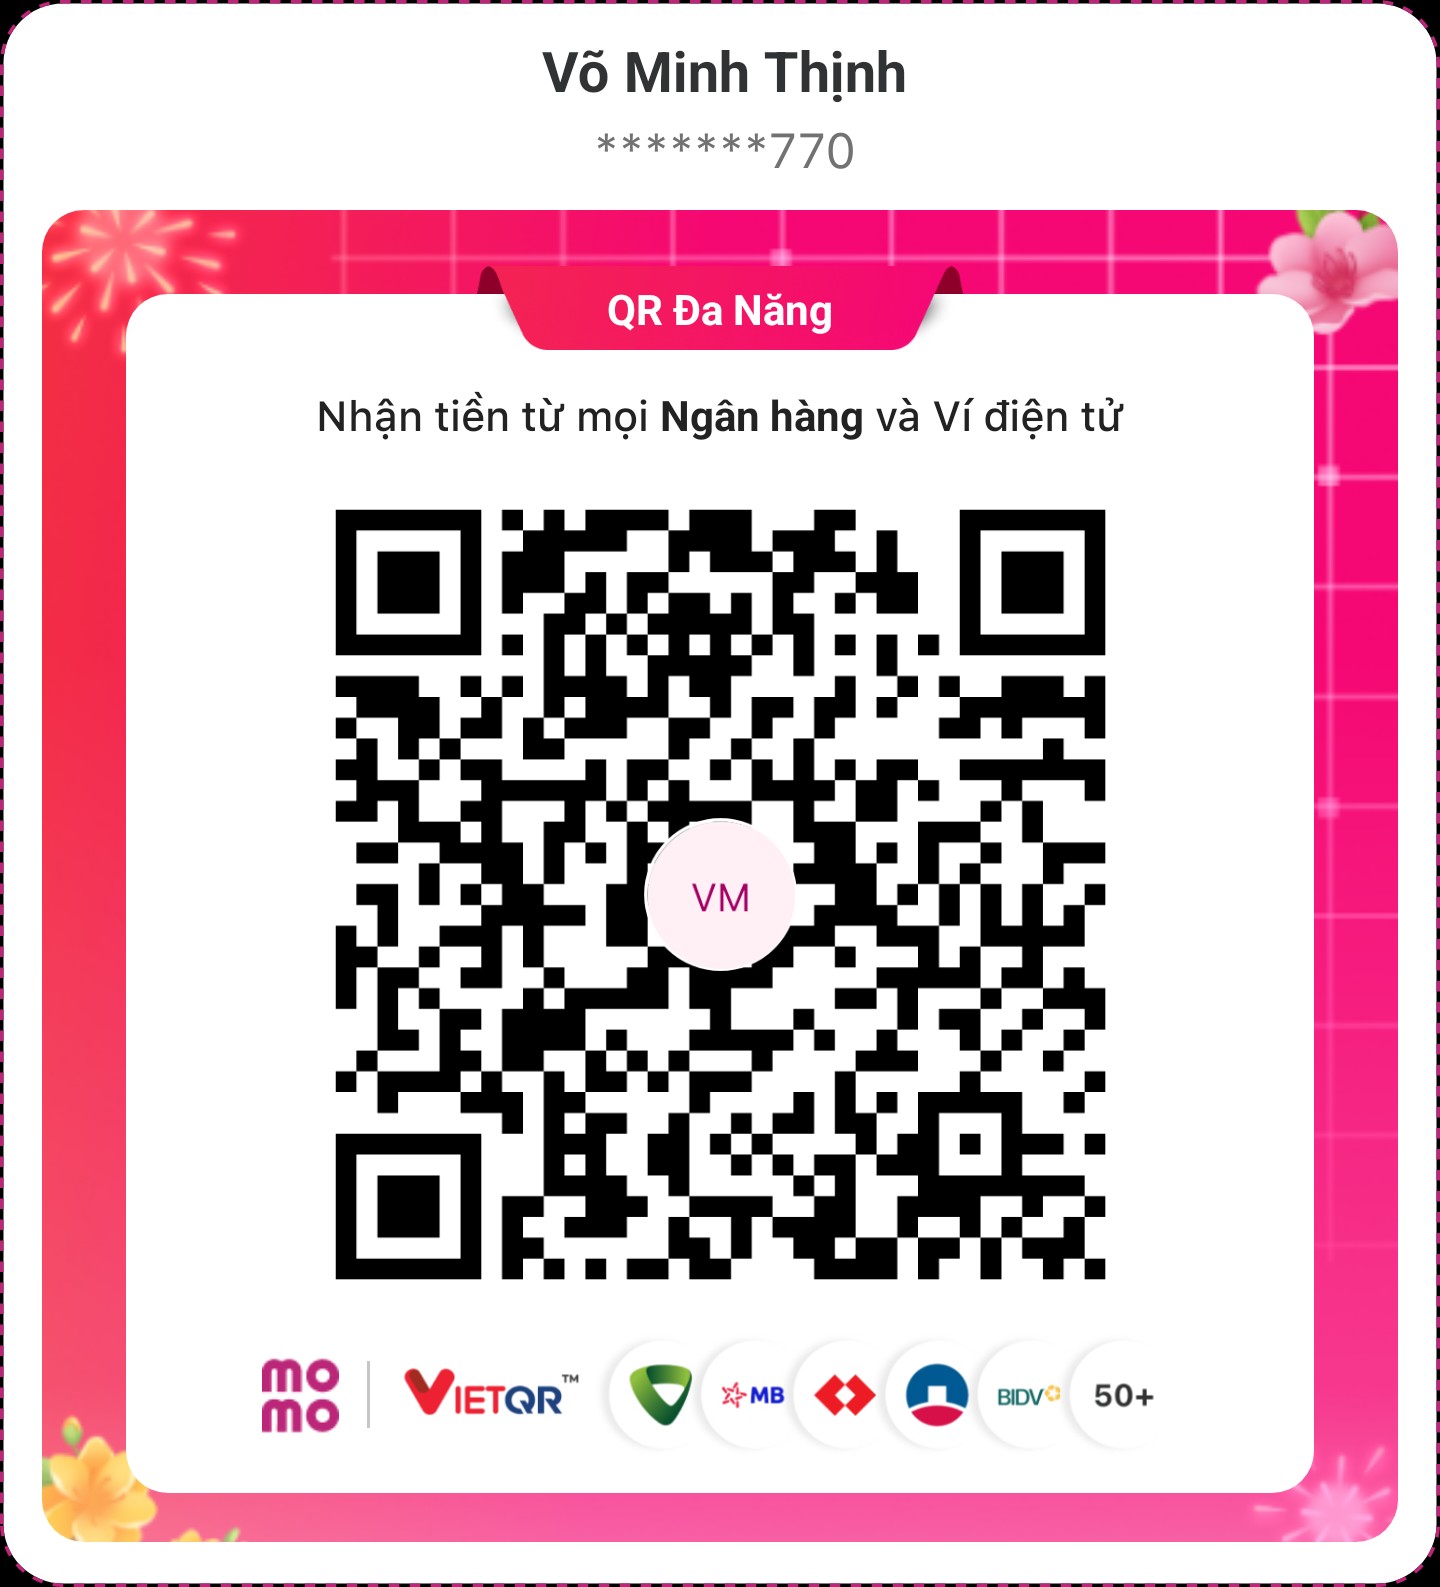 Võ Minh Thịnh
*******770
QR Đa Năng
Nhận tiền từ mọi Ngân hàng và Ví điện tử
VM
mo mo VIETQR™ MB BIDV 50+